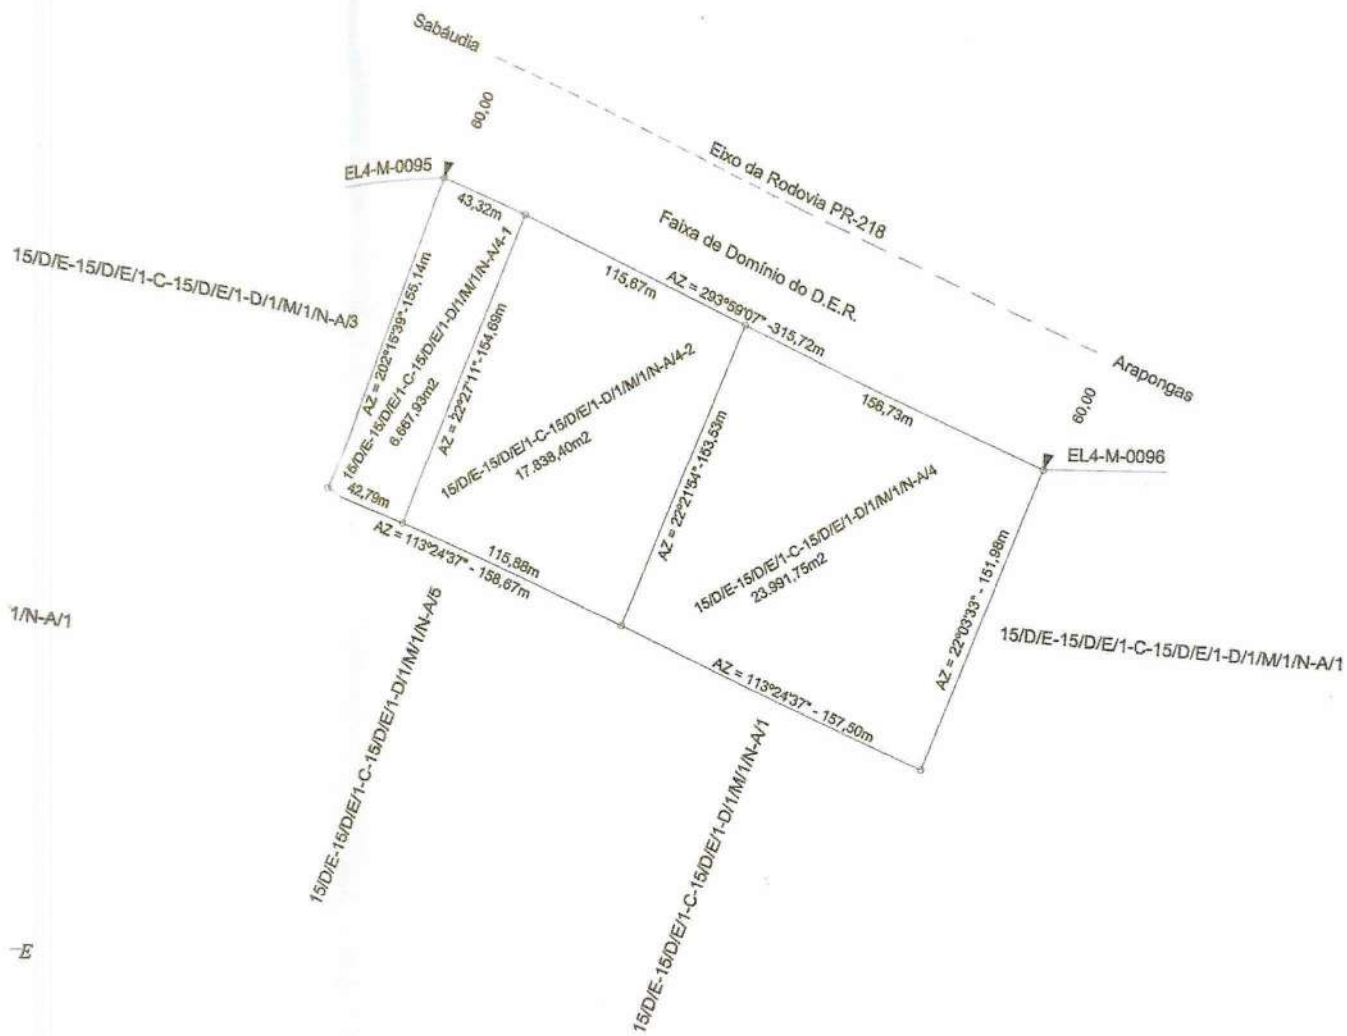 Sabáudia
60,00
Eixo da Rodovia PR-218
EL4-M-0095
43,32m
Faixa de Domínio do D.E.R.
15/D/E-15/D/E/1-C-15/D/E/1-D/1/M/1/N-A/3
AZ = 202°15'39" -155,14m
15/D/E-15/D/E/1-C-15/D/E/1-D/1/M/1/N-A/4-1
6.667,93m2
AZ = 22°27'11"-154,69m
115,67m
AZ = 293°59'07" -315,72m
Arapongas
60,00
156,73m
EL4-M-0096
15/D/E-15/D/E/1-C-15/D/E/1-D/1/M/1/N-A/4-2
17.838,40m2
AZ = 22°21'54"-153,53m
15/D/E-15/D/E/1-C-15/D/E/1-D/1/M/1/N-A/4
23.991,75m2
42,79m
AZ = 113°24'37" - 158,67m
115,88m
AZ = 22°03'33" - 151,98m
1/N-A/1
15/D/E-15/D/E/1-C-15/D/E/1-D/1/M/1/N-A/1
AZ = 113°24'37" - 157,50m
15/D/E-15/D/E/1-C-15/D/E/1-D/1/M/1/N-A/5
15/D/E-15/D/E/1-C-15/D/E/1-D/1/M/1/N-A/1
E